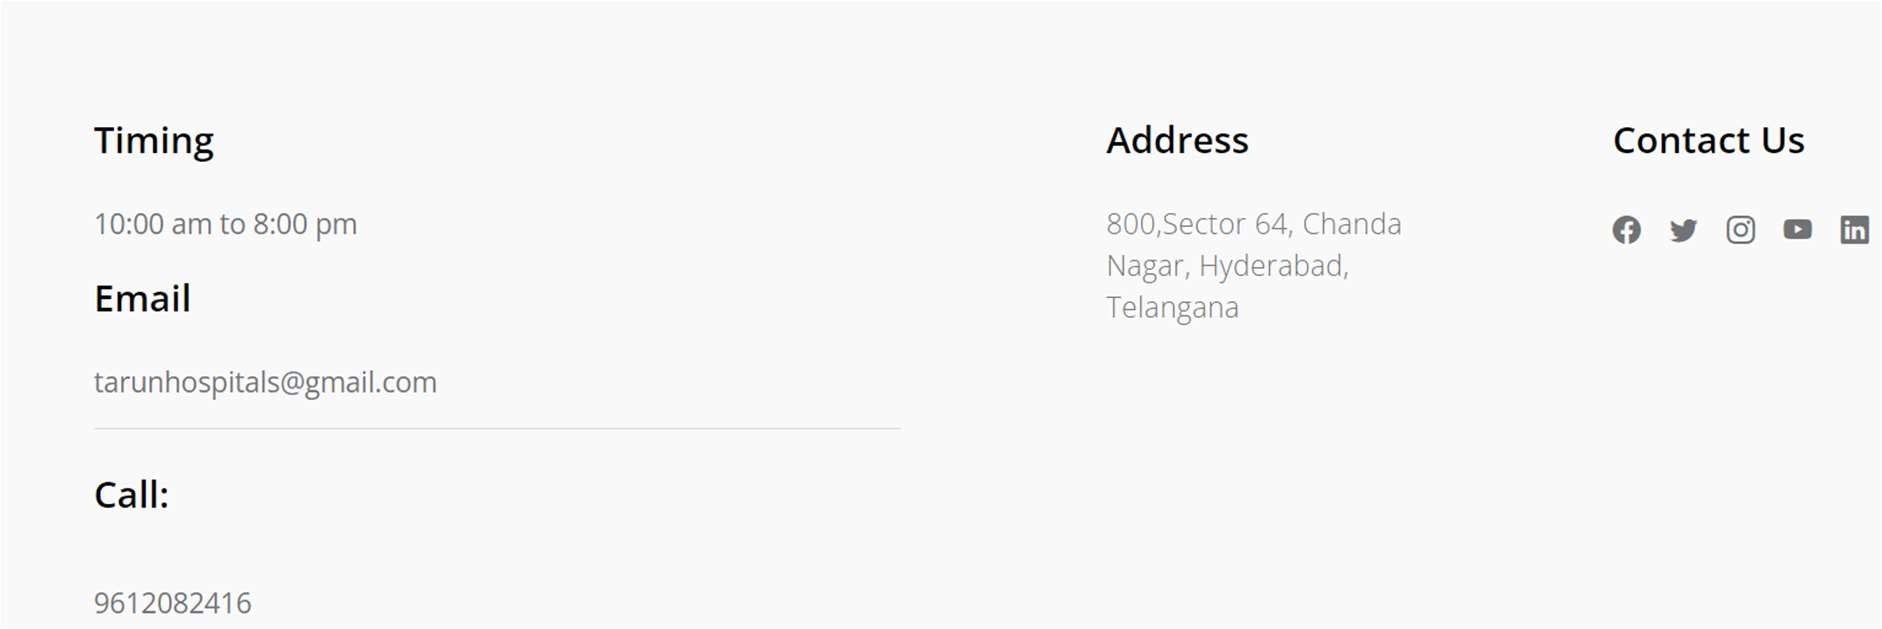 Timing
10:00 am to 8:00 pm
Email
tarunhospitals@gmail.com
Call:
9612082416
Address
800,Sector 64, Chanda
Nagar, Hyderabad,
Telangana
Contact Us